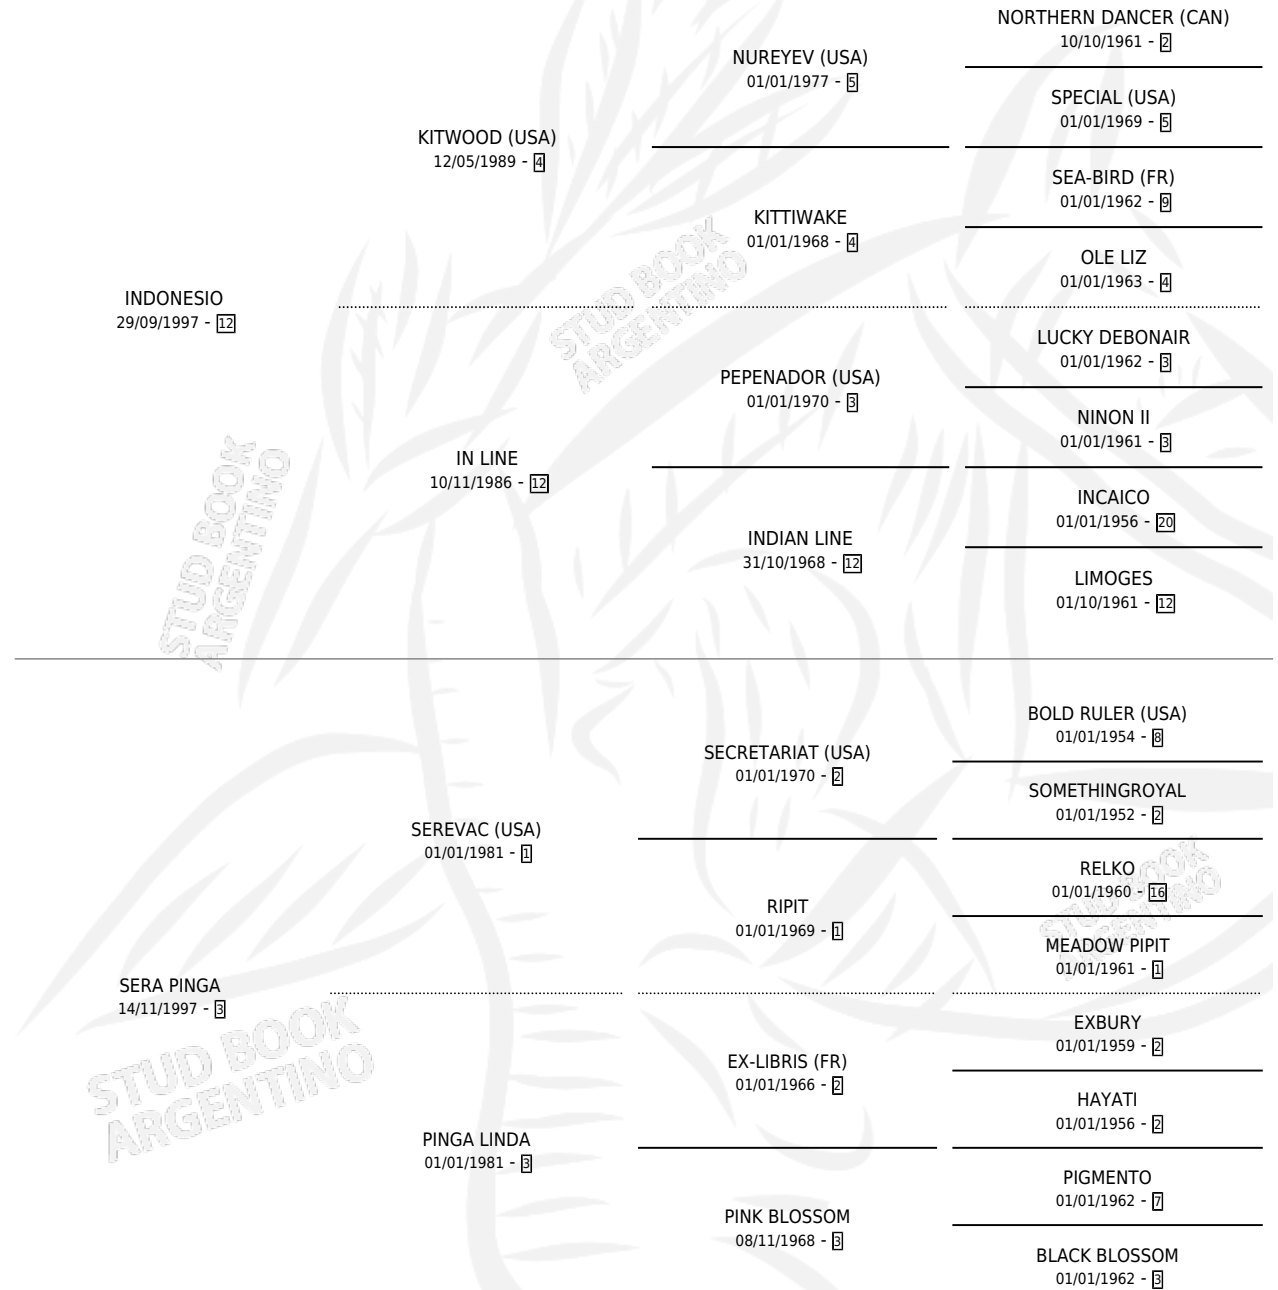 NORTHERN DANCER (CAN)
10/10/1961 - 2
NUREYEV (USA)
01/01/1977 - 5
SPECIAL (USA)
01/01/1969 - 5
KITWOOD (USA)
12/05/1989 - 4
SEA-BIRD (FR)
01/01/1962 - 9
KITTIWAKE
01/01/1968 - 4
OLE LIZ
01/01/1963 - 4
INDONESIO
29/09/1997 - 12
STUD BOOK
ARGENTINO
LUCKY DEBONAIR
01/01/1962 - 3
PEPENADOR (USA)
01/01/1970 - 3
NINON II
01/01/1961 - 3
IN LINE
10/11/1986 - 12
INCAICO
01/01/1956 - 20
INDIAN LINE
31/10/1968 - 12
LIMOGES
01/10/1961 - 12
STUD BOOK
ARGENTINO
BOLD RULER (USA)
01/01/1954 - 8
SECRETARIAT (USA)
01/01/1970 - 2
SOMETHINGROYAL
01/01/1952 - 2
SEREVAC (USA)
01/01/1981 - 1
RELKO
01/01/1960 - 16
RIPIT
01/01/1969 - 1
MEADOW PIPIT
01/01/1961 - 1
STUD BOOK
ARGENTINO
SERA PINGA
14/11/1997 - 3
EXBURY
01/01/1959 - 2
EX-LIBRIS (FR)
01/01/1966 - 2
HAYATI
01/01/1956 - 2
STUD BOOK
ARGENTINO
PINGA LINDA
01/01/1981 - 3
PIGMENTO
01/01/1962 - 7
PINK BLOSSOM
08/11/1968 - 3
BLACK BLOSSOM
01/01/1962 - 3